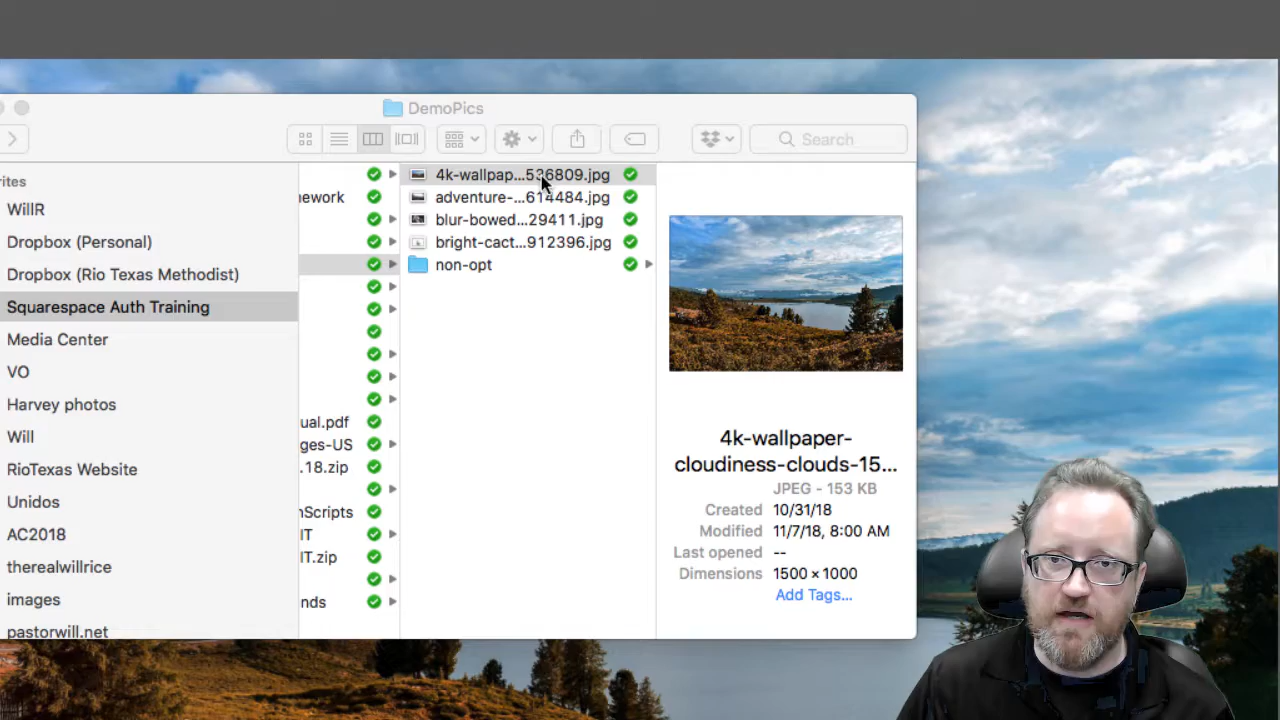 DemoPics
Search
rites
WillR
Dropbox (Personal)
Dropbox (Rio Texas Methodist)
Squarespace Auth Training
Media Center
VO
Harvey photos
Will
RioTexas Website
Unidos
AC2018
therealwillrice
images
pastorwill.net
nework
ual.pdf
ges-US
.18.zip
nScripts
IT
IT.zip
nds
4k-wallpap...536809.jpg
adventure-...614484.jpg
blur-bowed...29411.jpg
bright-cact...912396.jpg
non-opt
4k-wallpaper-
cloudiness-clouds-15...
JPEG - 153 KB
Created 10/31/18
Modified 11/7/18, 8:00 AM
Last opened --
Dimensions 1500 × 1000
Add Tags...